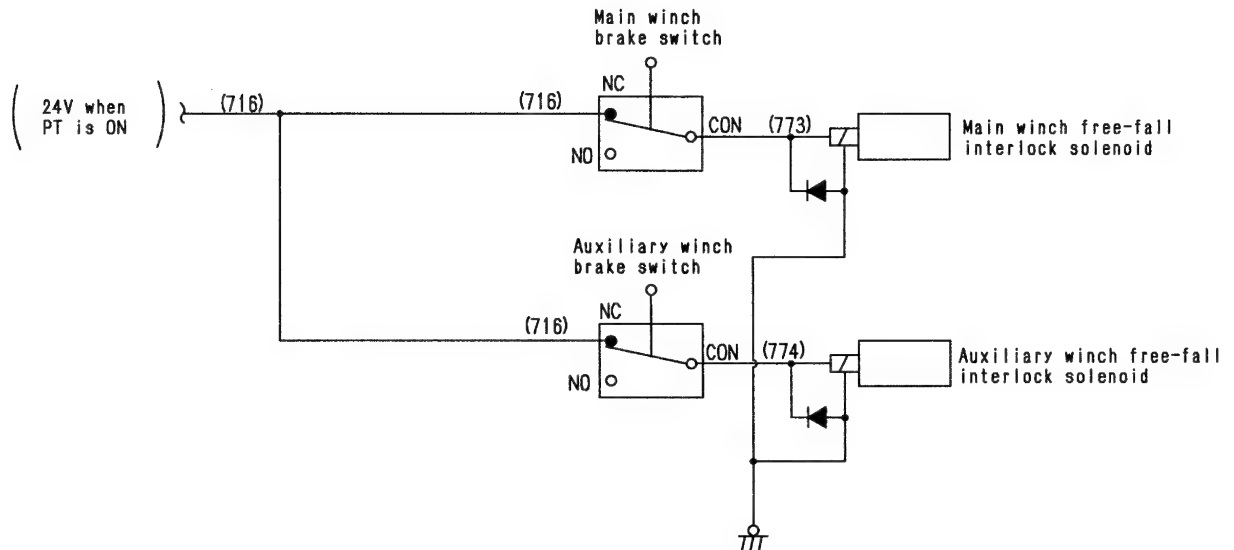 Main winch
brake switch
24V when
PT is ON
(716)
(716)
NC
CON
(773)
NO
Main winch free-fall
interlock solenoid
Auxiliary winch
brake switch
(716)
NC
CON
(774)
NO
Auxiliary winch free-fall
interlock solenoid